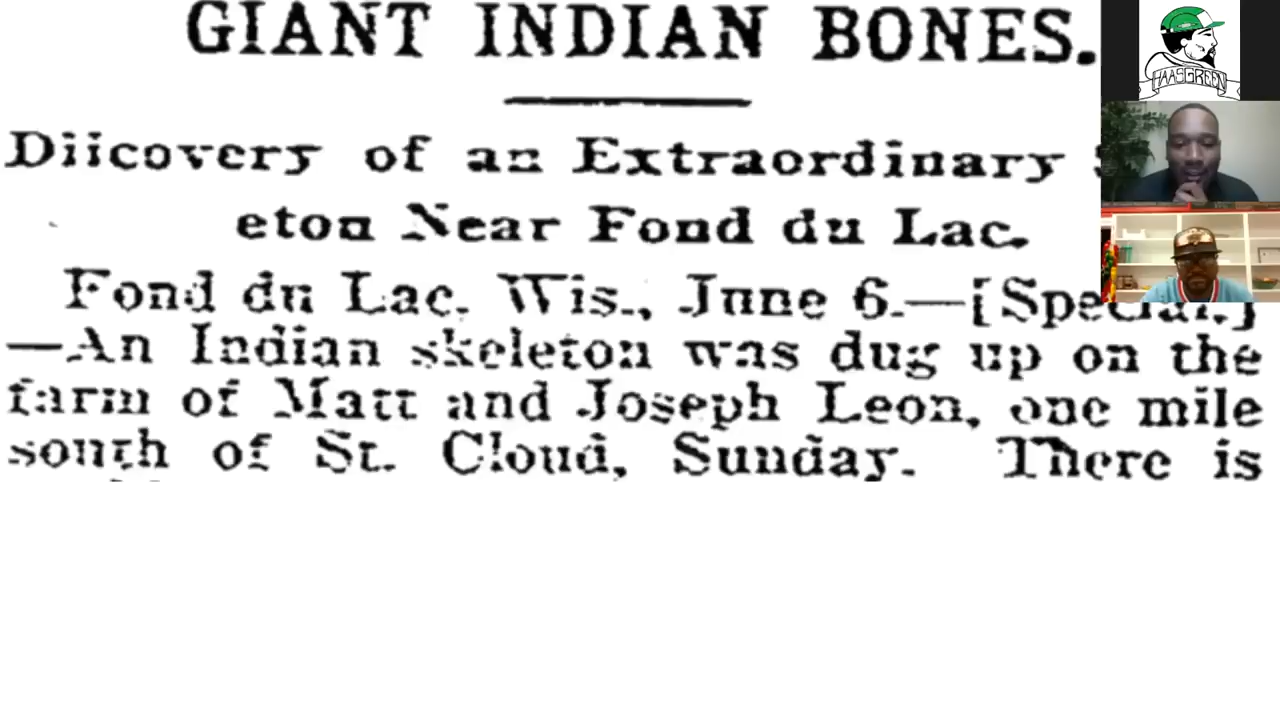 GIANT INDIAN BONES.
Diicovery of an Extraordinary
eton Near Fond du Lac.
Fond du Lac. Wis., June 6.—[Special.]
—An Indian skeleton was dug up on the
farm of Matt and Joseph Leon, one mile
south of St. Cloud, Sunday. There is
HAASGREEN